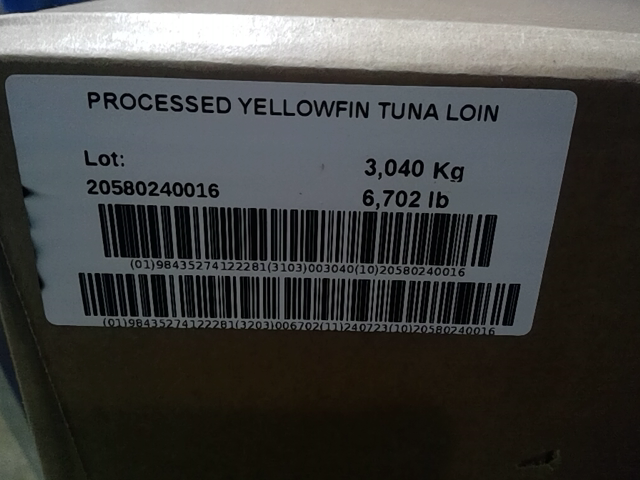 PROCESSED YELLOWFIN TUNA LOIN
Lot:
3,040 Kg
20580240016
6,702 lb
(01)98435274122281(3103)003040(10)20580240016
(01)98435274122281(3203)006702(11)240723(10)20580240016